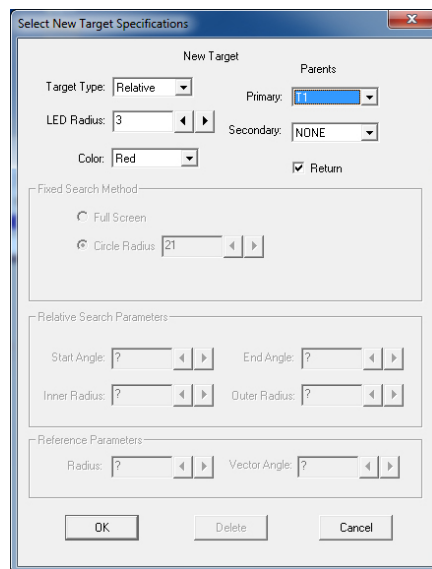 Select New Target Specifications
New Target
Parents
Target Type: Relative
Primary: T1
LED Radius: 3
Secondary: NONE
Color: Red
Return
Fixed Search Method
Full Screen
Circle Radius 21
Relative Search Parameters
Start Angle: ? End Angle: ?
Inner Radius: ? Outer Radius: ?
Reference Parameters
Radius: ? Vector Angle: ?
OK Delete Cancel